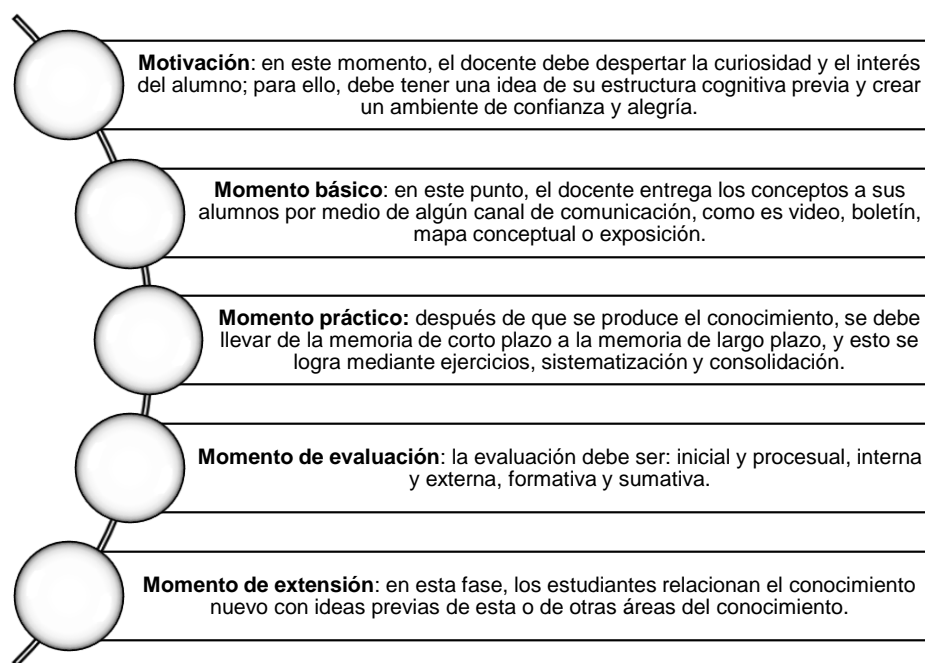 Motivación: en este momento, el docente debe despertar la curiosidad y el interés
del alumno; para ello, debe tener una idea de su estructura cognitiva previa y crear
un ambiente de confianza y alegría.
Momento básico: en este punto, el docente entrega los conceptos a sus
alumnos por medio de algún canal de comunicación, como es video, boletín,
mapa conceptual o exposición.
Momento práctico: después de que se produce el conocimiento, se debe
llevar de la memoria de corto plazo a la memoria de largo plazo, y esto se
logra mediante ejercicios, sistematización y consolidación.
Momento de evaluación: la evaluación debe ser: inicial y procesual, interna
y externa, formativa y sumativa.
Momento de extensión: en esta fase, los estudiantes relacionan el conocimiento
nuevo con ideas previas de esta o de otras áreas del conocimiento.